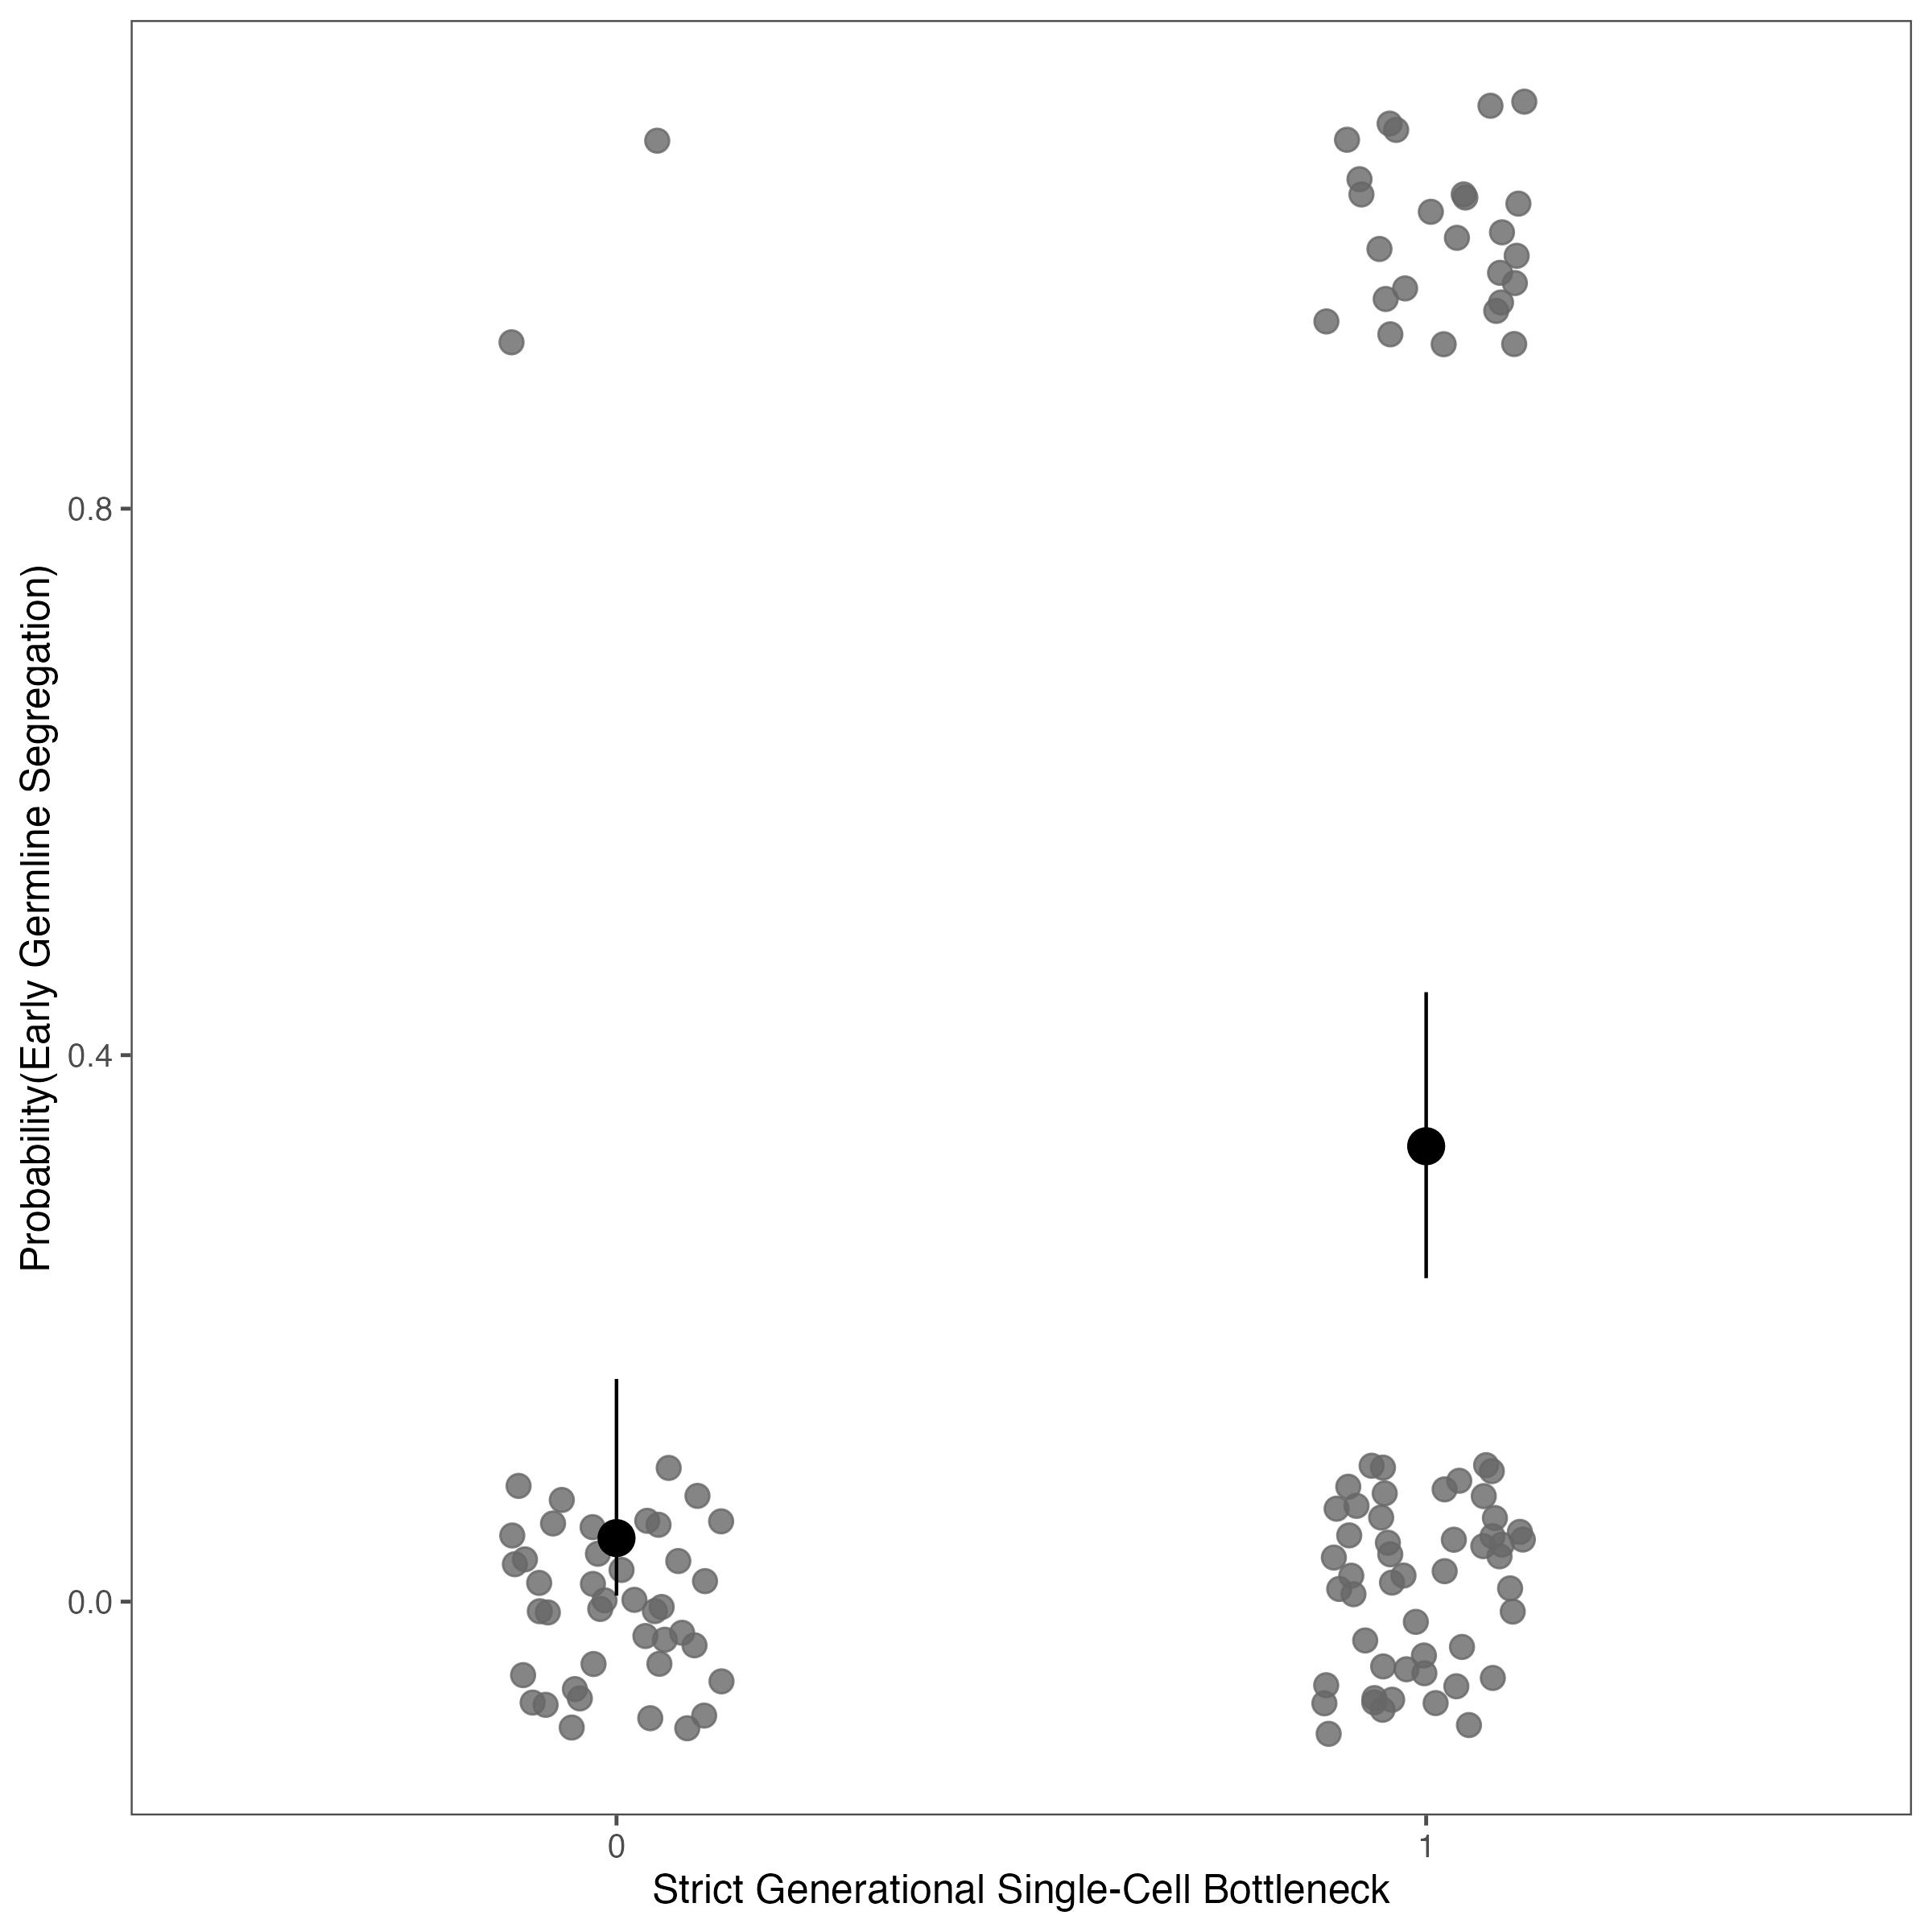 Probability(Early Germline Segregation)
0.8
0.4
0.0
0
1
Strict Generational Single-Cell Bottleneck